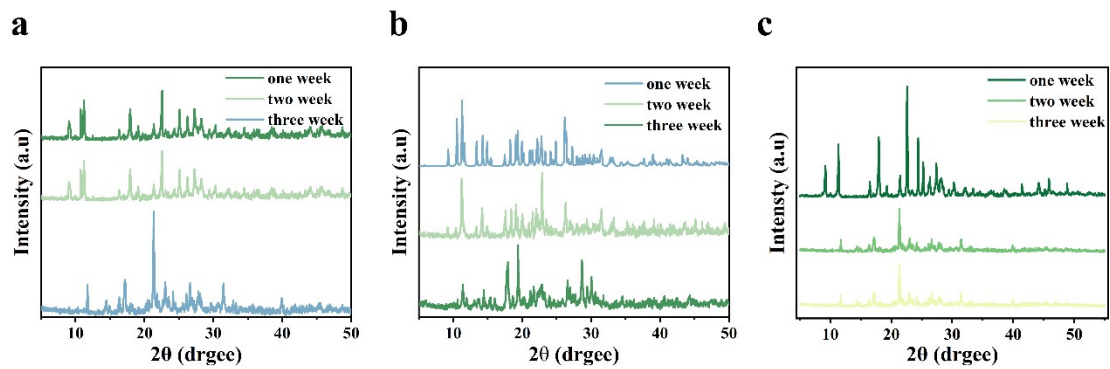 a
b
c
one week
two week
three week
Intensity (a.u)
10 20 30 40 50
2θ (drgee)
one week
two week
three week
Intensity (a.u)
10 20 30 40 50
2θ (drgee)
one week
two week
three week
Intensity (a.u)
10 20 30 40 50
2θ (drgee)